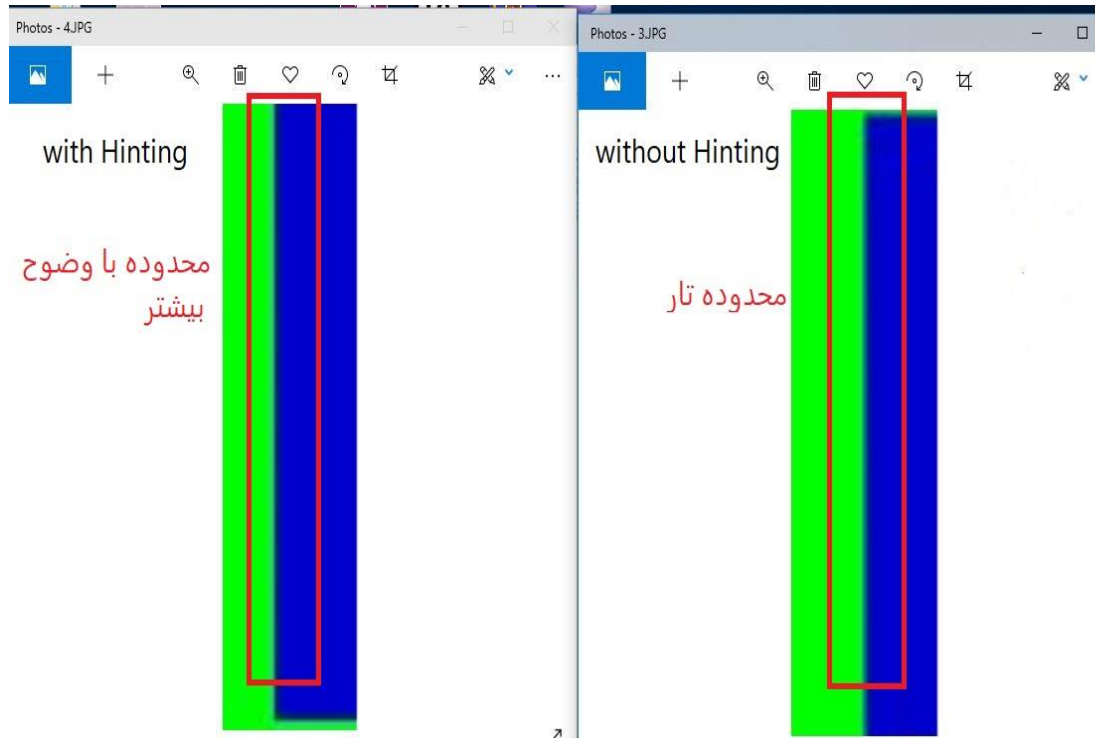 Photos - 4.JPG
with Hinting
محدوده با وضوح
بیشتر
Photos - 3.JPG
without Hinting
محدوده تار